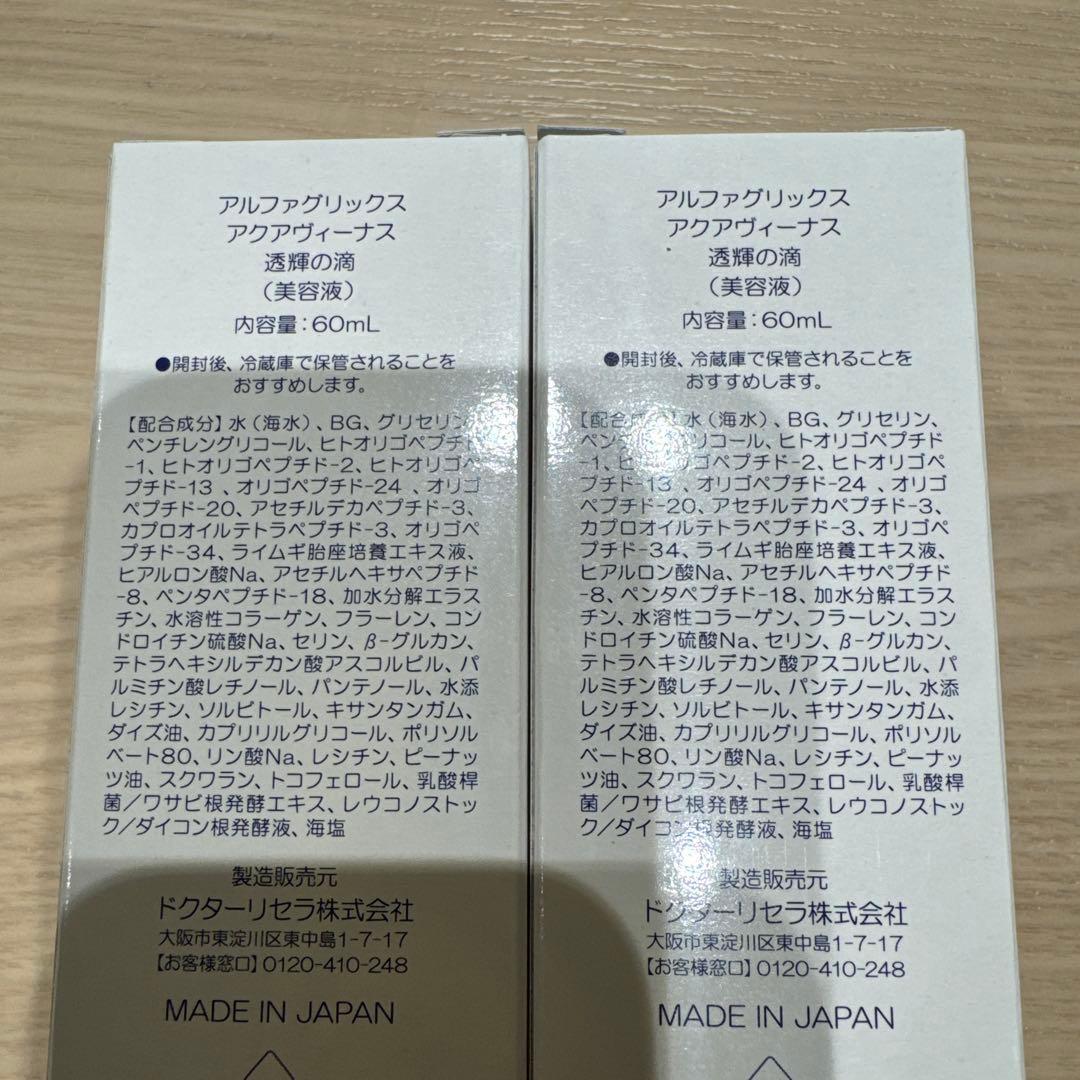 アルファグリックス
アクアヴィーナス
透輝の滴
（美容液）
内容量：60mL
●開封後、冷蔵庫で保管されることを
おすすめします。
【配合成分】水（海水）、BG、グリセリン、
ペンチレングリコール、ヒトオリゴペプチド
-1、ヒトオリゴペプチド-2、ヒトオリゴペ
プチド-13 、オリゴペプチド-24 、オリゴ
ペプチド-20、アセチルデカペプチド-3、
カプロオイルテトラペプチド-3、オリゴペ
プチド-34、ライムギ胎座培養エキス液、
ヒアルロン酸Na、アセチルヘキサペプチド
-8、ペンタペプチド-18、加水分解エラス
チン、水溶性コラーゲン、フラーレン、コン
ドロイチン硫酸Na、セリン、β-グルカン、
テトラヘキシルデカン酸アスコルビル、パ
ルミチン酸レチノール、パンテノール、水添
レシチン、ソルビトール、キサンタンガム、
ダイズ油、カプリリルグリコール、ポリソル
ベート80、リン酸Na、レシチン、ピーナッ
ツ油、スクワラン、トコフェロール、乳酸桿
菌／ワサビ根発酵エキス、レウコノストッ
ク／ダイコン根発酵液、海塩
製造販売元
ドクターリセラ株式会社
大阪市東淀川区東中島1-7-17
【お客様窓口】0120-410-248
MADE IN JAPAN
アルファグリックス
アクアヴィーナス
透輝の滴
（美容液）
内容量：60mL
●開封後、冷蔵庫で保管されることを
おすすめします。
【配合成分】水（海水）、BG、グリセリン、
ペンチレングリコール、ヒトオリゴペプチド
-1、ヒトオリゴペプチド-2、ヒトオリゴペ
プチド-13 、オリゴペプチド-24 、オリゴ
ペプチド-20、アセチルデカペプチド-3、
カプロオイルテトラペプチド-3、オリゴペ
プチド-34、ライムギ胎座培養エキス液、
ヒアルロン酸Na、アセチルヘキサペプチド
-8、ペンタペプチド-18、加水分解エラス
チン、水溶性コラーゲン、フラーレン、コン
ドロイチン硫酸Na、セリン、β-グルカン、
テトラヘキシルデカン酸アスコルビル、パ
ルミチン酸レチノール、パンテノール、水添
レシチン、ソルビトール、キサンタンガム、
ダイズ油、カプリリルグリコール、ポリソル
ベート80、リン酸Na、レシチン、ピーナッ
ツ油、スクワラン、トコフェロール、乳酸桿
菌／ワサビ根発酵エキス、レウコノストッ
ク／ダイコン根発酵液、海塩
製造販売元
ドクターリセラ株式会社
大阪市東淀川区東中島1-7-17
【お客様窓口】0120-410-248
MADE IN JAPAN